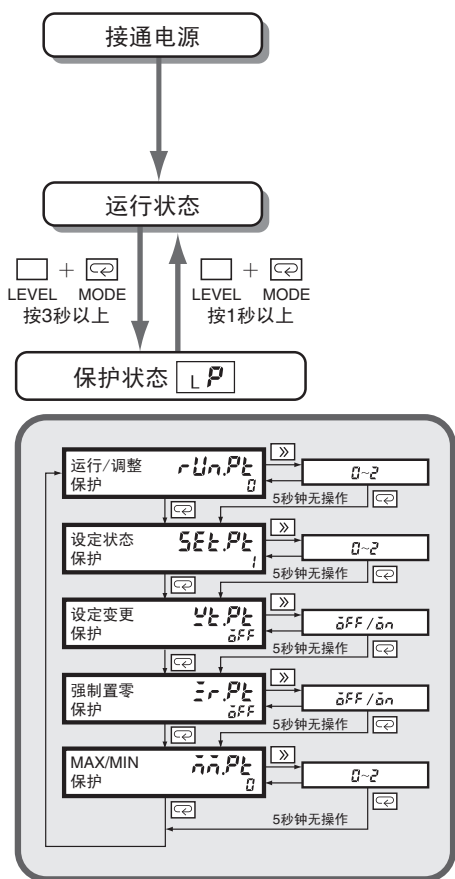 接通电源
运行状态
+ +
LEVEL MODE LEVEL MODE
按3秒以上 按1秒以上
保护状态 L P
运行/调整 rUn.Pt
保护 0
0~2
5秒钟无操作
设定状态 SEt.Pt
保护 1
0~2
5秒钟无操作
设定变更 Yt.Pt
保护 oFF
oFF/on
5秒钟无操作
强制置零 Zr.Pt
保护 oFF
oFF/on
5秒钟无操作
MAX/MIN mm.Pt
保护 0
0~2
5秒钟无操作